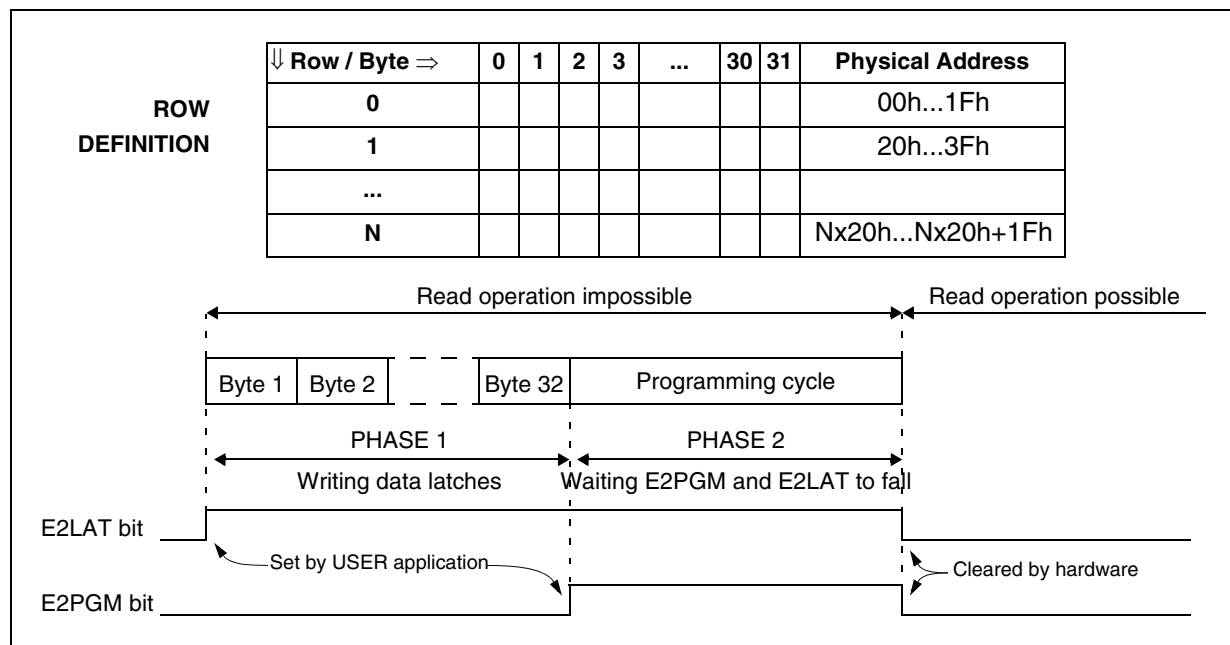 ⇓ Row / Byte ⇒ 0 1 2 3 ... 30 31 Physical Address
ROW DEFINITION
0 00h...1Fh
1 20h...3Fh
...
N Nx20h...Nx20h+1Fh
Read operation impossible Read operation possible
Byte 1 Byte 2 Byte 32 Programming cycle
PHASE 1 PHASE 2
Writing data latches Waiting E2PGM and E2LAT to fall
E2LAT bit
Set by USER application Cleared by hardware
E2PGM bit